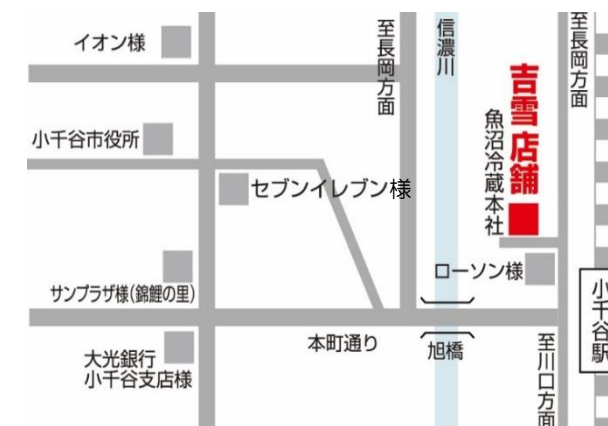 イオン様
至長岡方面
信濃川
至長岡方面
吉雪店舗
魚沼冷蔵本社
小千谷市役所
セブンイレブン様
ローソン様
サンプラザ様(錦鯉の里)
小千谷駅
本町通り
旭橋
至川口方面
大光銀行
小千谷支店様